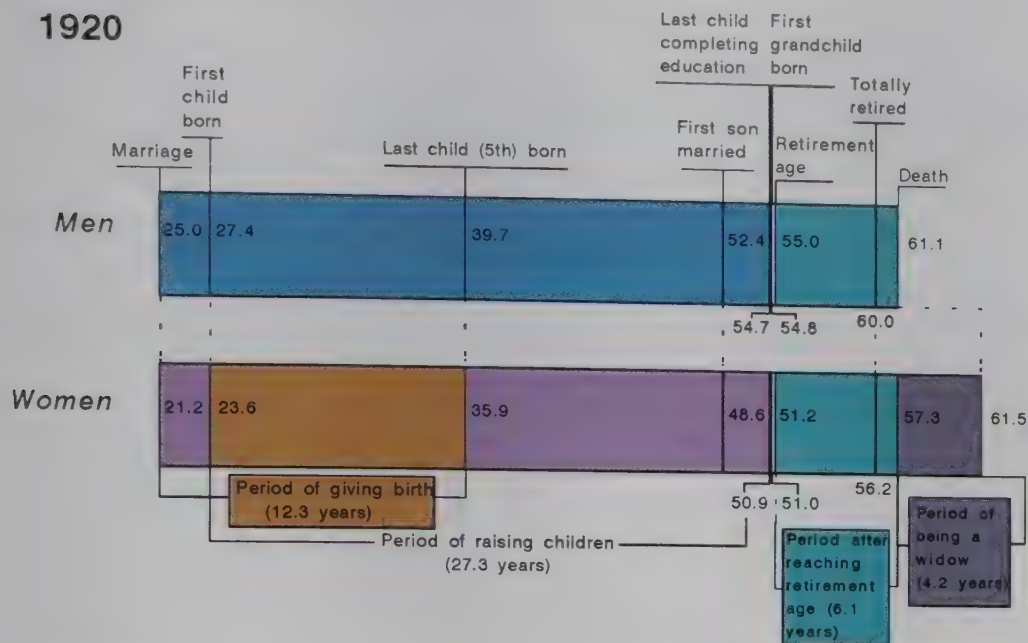 1920
Last child
completing
education
First
grandchild
born
First
child
born
Totally
retired
Marriage
Last child (5th) born
First son
married
Retirement
age
Death
Men
25.0 27.4 39.7 52.4 55.0 61.1
54.7 54.8 60.0
Women
21.2 23.6 35.9 48.6 51.2 57.3 61.5
50.9 51.0 56.2
Period of giving birth
(12.3 years)
Period of raising children
(27.3 years)
Period after
reaching
retirement
age (6.1
years)
Period of
being a
widow
(4.2 years)